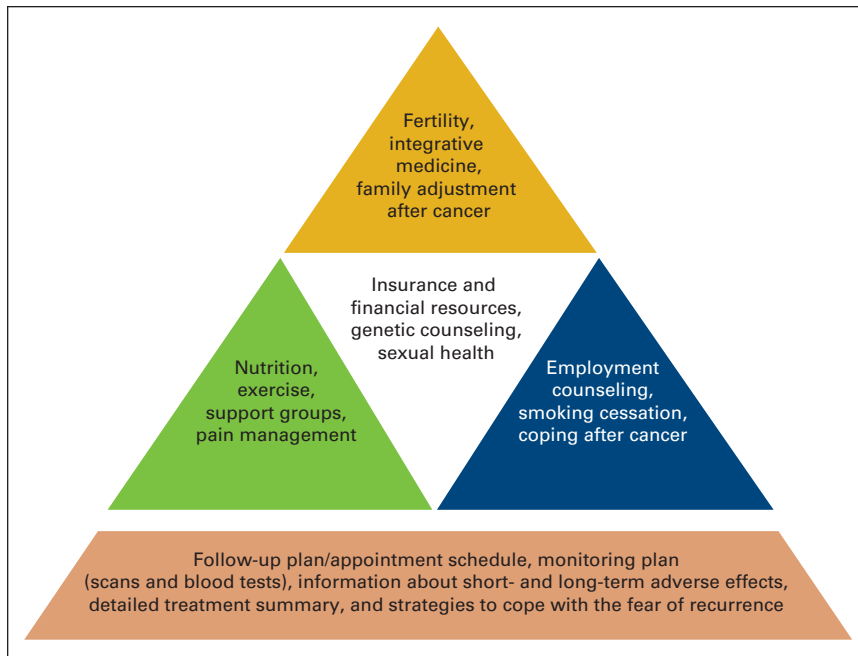 Fertility,
integrative
medicine,
family adjustment
after cancer
Insurance and
financial resources,
genetic counseling,
sexual health
Nutrition,
exercise,
support groups,
pain management
Employment
counseling,
smoking cessation,
coping after cancer
Follow-up plan/appointment schedule, monitoring plan
(scans and blood tests), information about short- and long-term adverse effects,
detailed treatment summary, and strategies to cope with the fear of recurrence